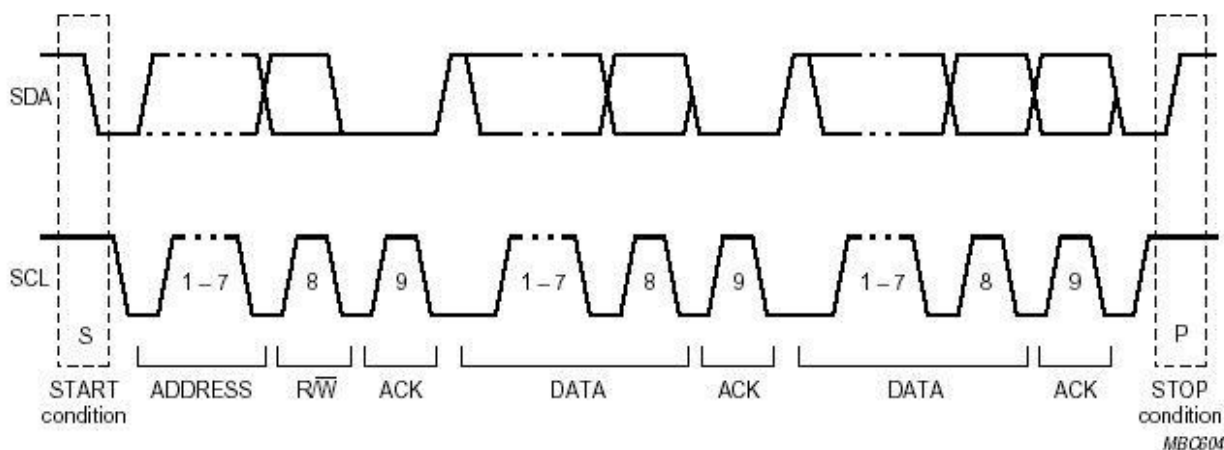 SDA
SCL
1 – 7
8
9
1 – 7
8
9
1 – 7
8
9
S
P
START
condition
ADDRESS
R/W̅
ACK
DATA
ACK
DATA
ACK
STOP
condition
MBC604